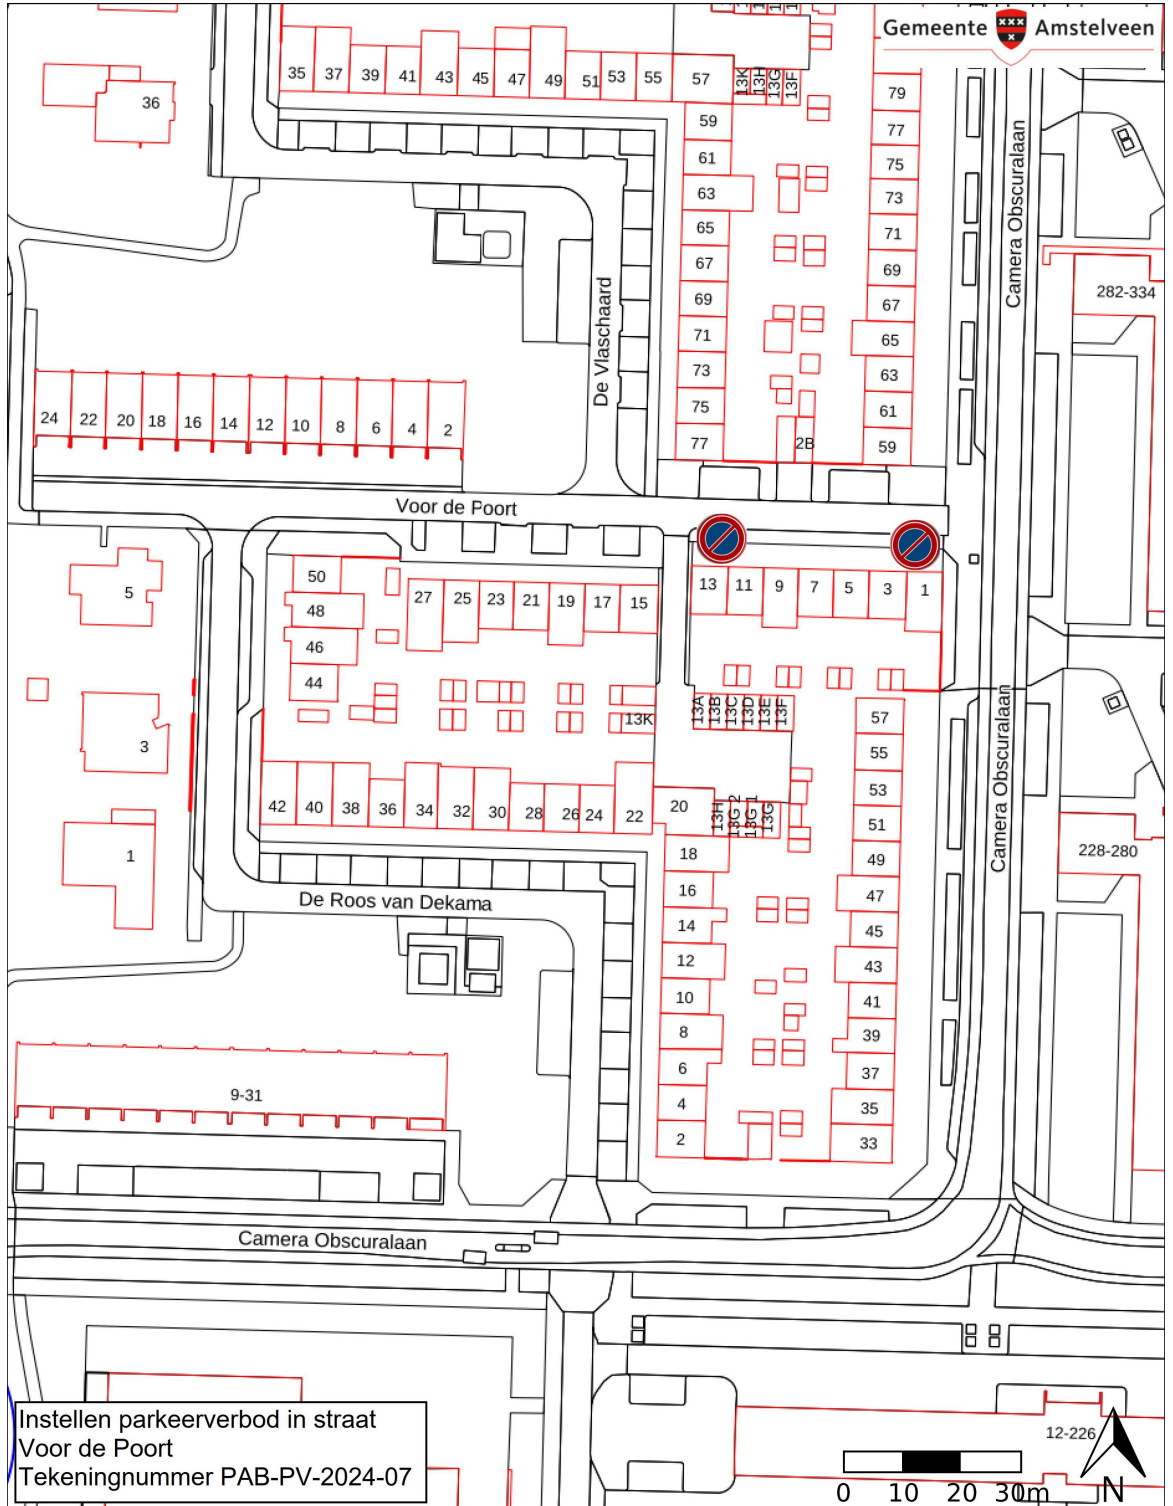 Gemeente Amstelveen
36
35 37 39 41 43 45 47 49 51 53 55 57
13K 13H 13G 13F
79
77
75
73
71
69
67
65
63
61
59
59
61
63
65
67
69
71
73
75
77
2B
Camera Obscuralaan
282-334
De Vlaschaard
24 22 20 18 16 14 12 10 8 6 4 2
Voor de Poort
5
3
1
50
48
46
44
27 25 23 21 19 17 15
13 11 9 7 5 3 1
13K
13A 13B 13C 13D 13E 13F
57
55
53
51
49
47
45
43
41
39
37
35
33
Camera Obscuralaan
228-280
42 40 38 36 34 32 30 28 26 24 22 20
13H 13G 2 13G 1 13G
18
16
14
12
10
8
6
4
2
De Roos van Dekama
9-31
Camera Obscuralaan
12-226
Instellen parkeerverbod in straat
Voor de Poort
Tekeningnummer PAB-PV-2024-07
0 10 20 30m
N